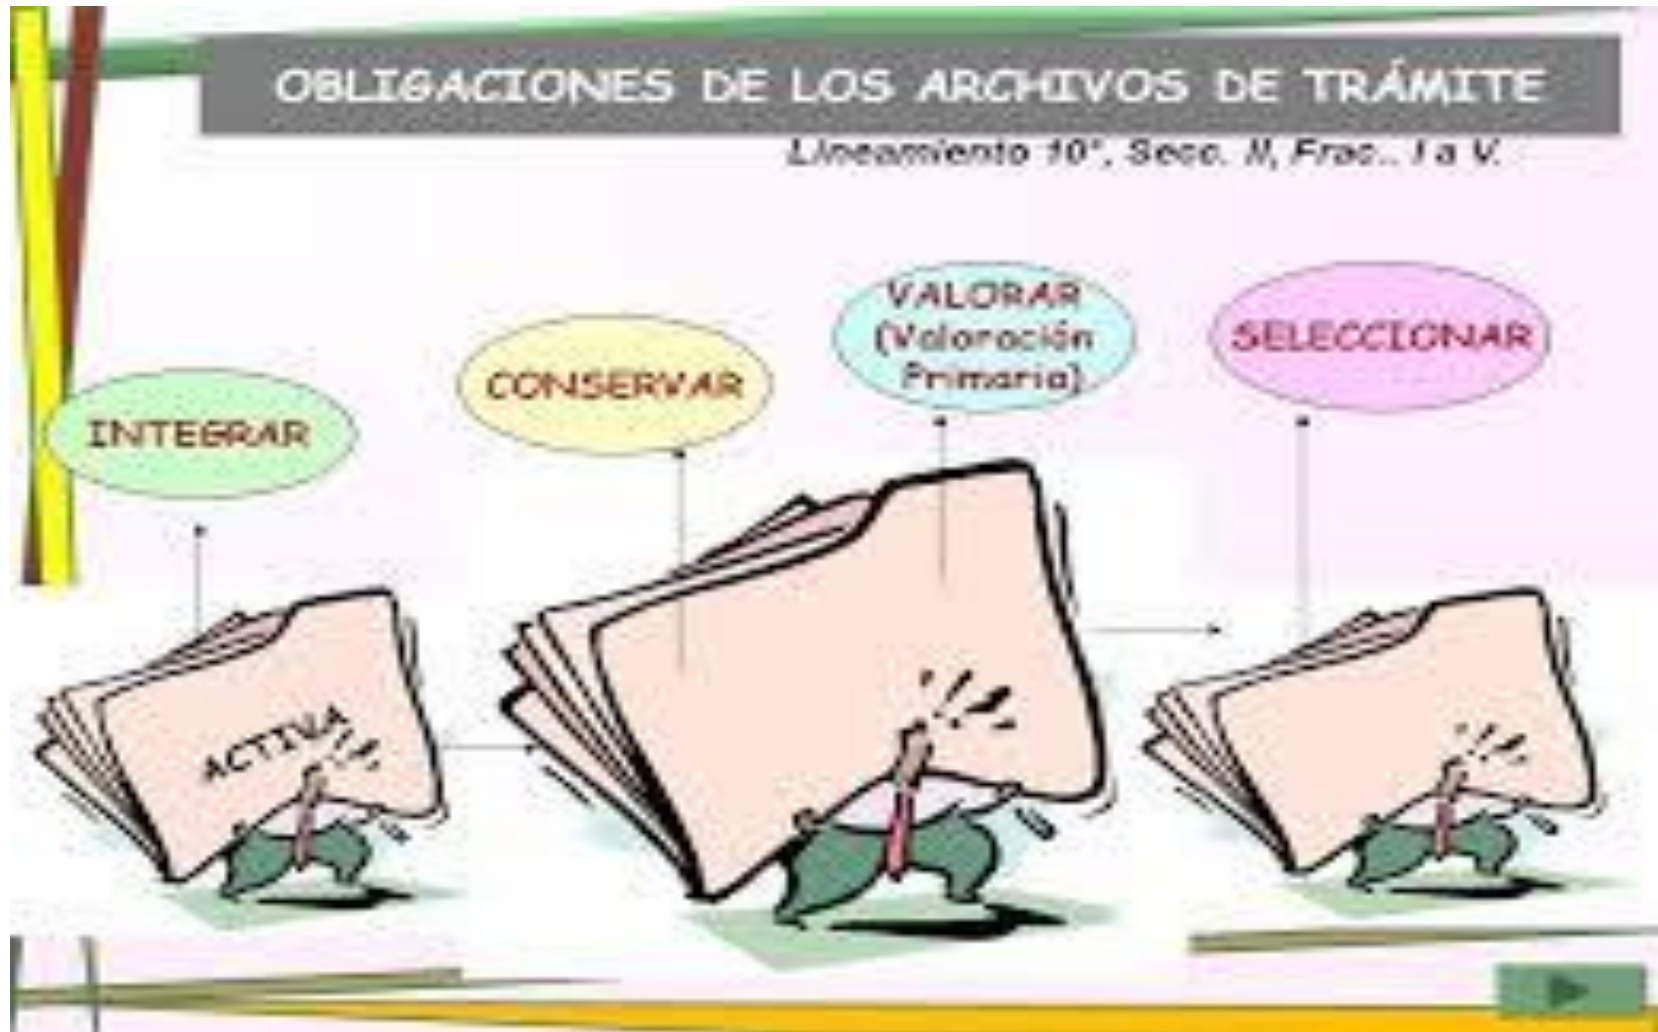 OBLIGACIONES DE LOS ARCHIVOS DE TRÁMITE
Lineamiento 10°, Secc. II, Frac.. I a V.
INTEGRAR
CONSERVAR
VALORAR
(Valoración
Primaria)
SELECCIONAR
ACTIVA